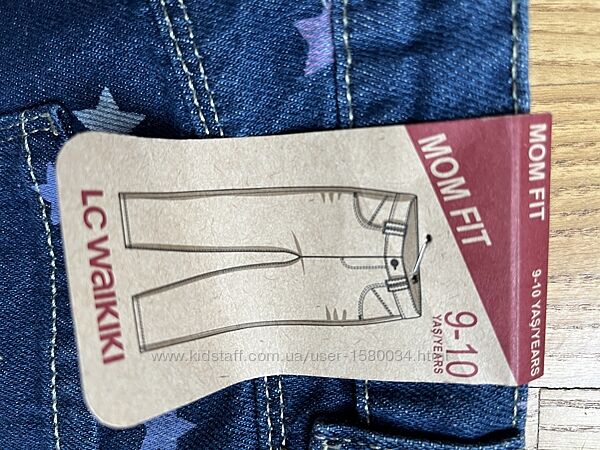 MOM FIT
9-10 YAŞ/YEARS
MOM FIT
9-10
YAŞ/YEARS
LC WAIKIKI
www.kidstaff.com.ua/user-1580034.html